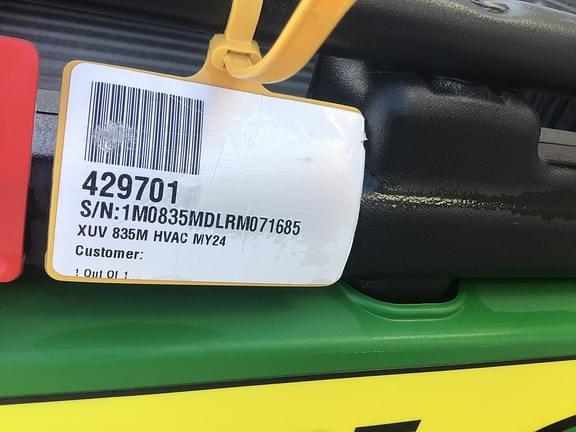 429701
S/N:1M0835MDLRM071685
XUV 835M HVAC MY24
Customer:
1 Out Of 1